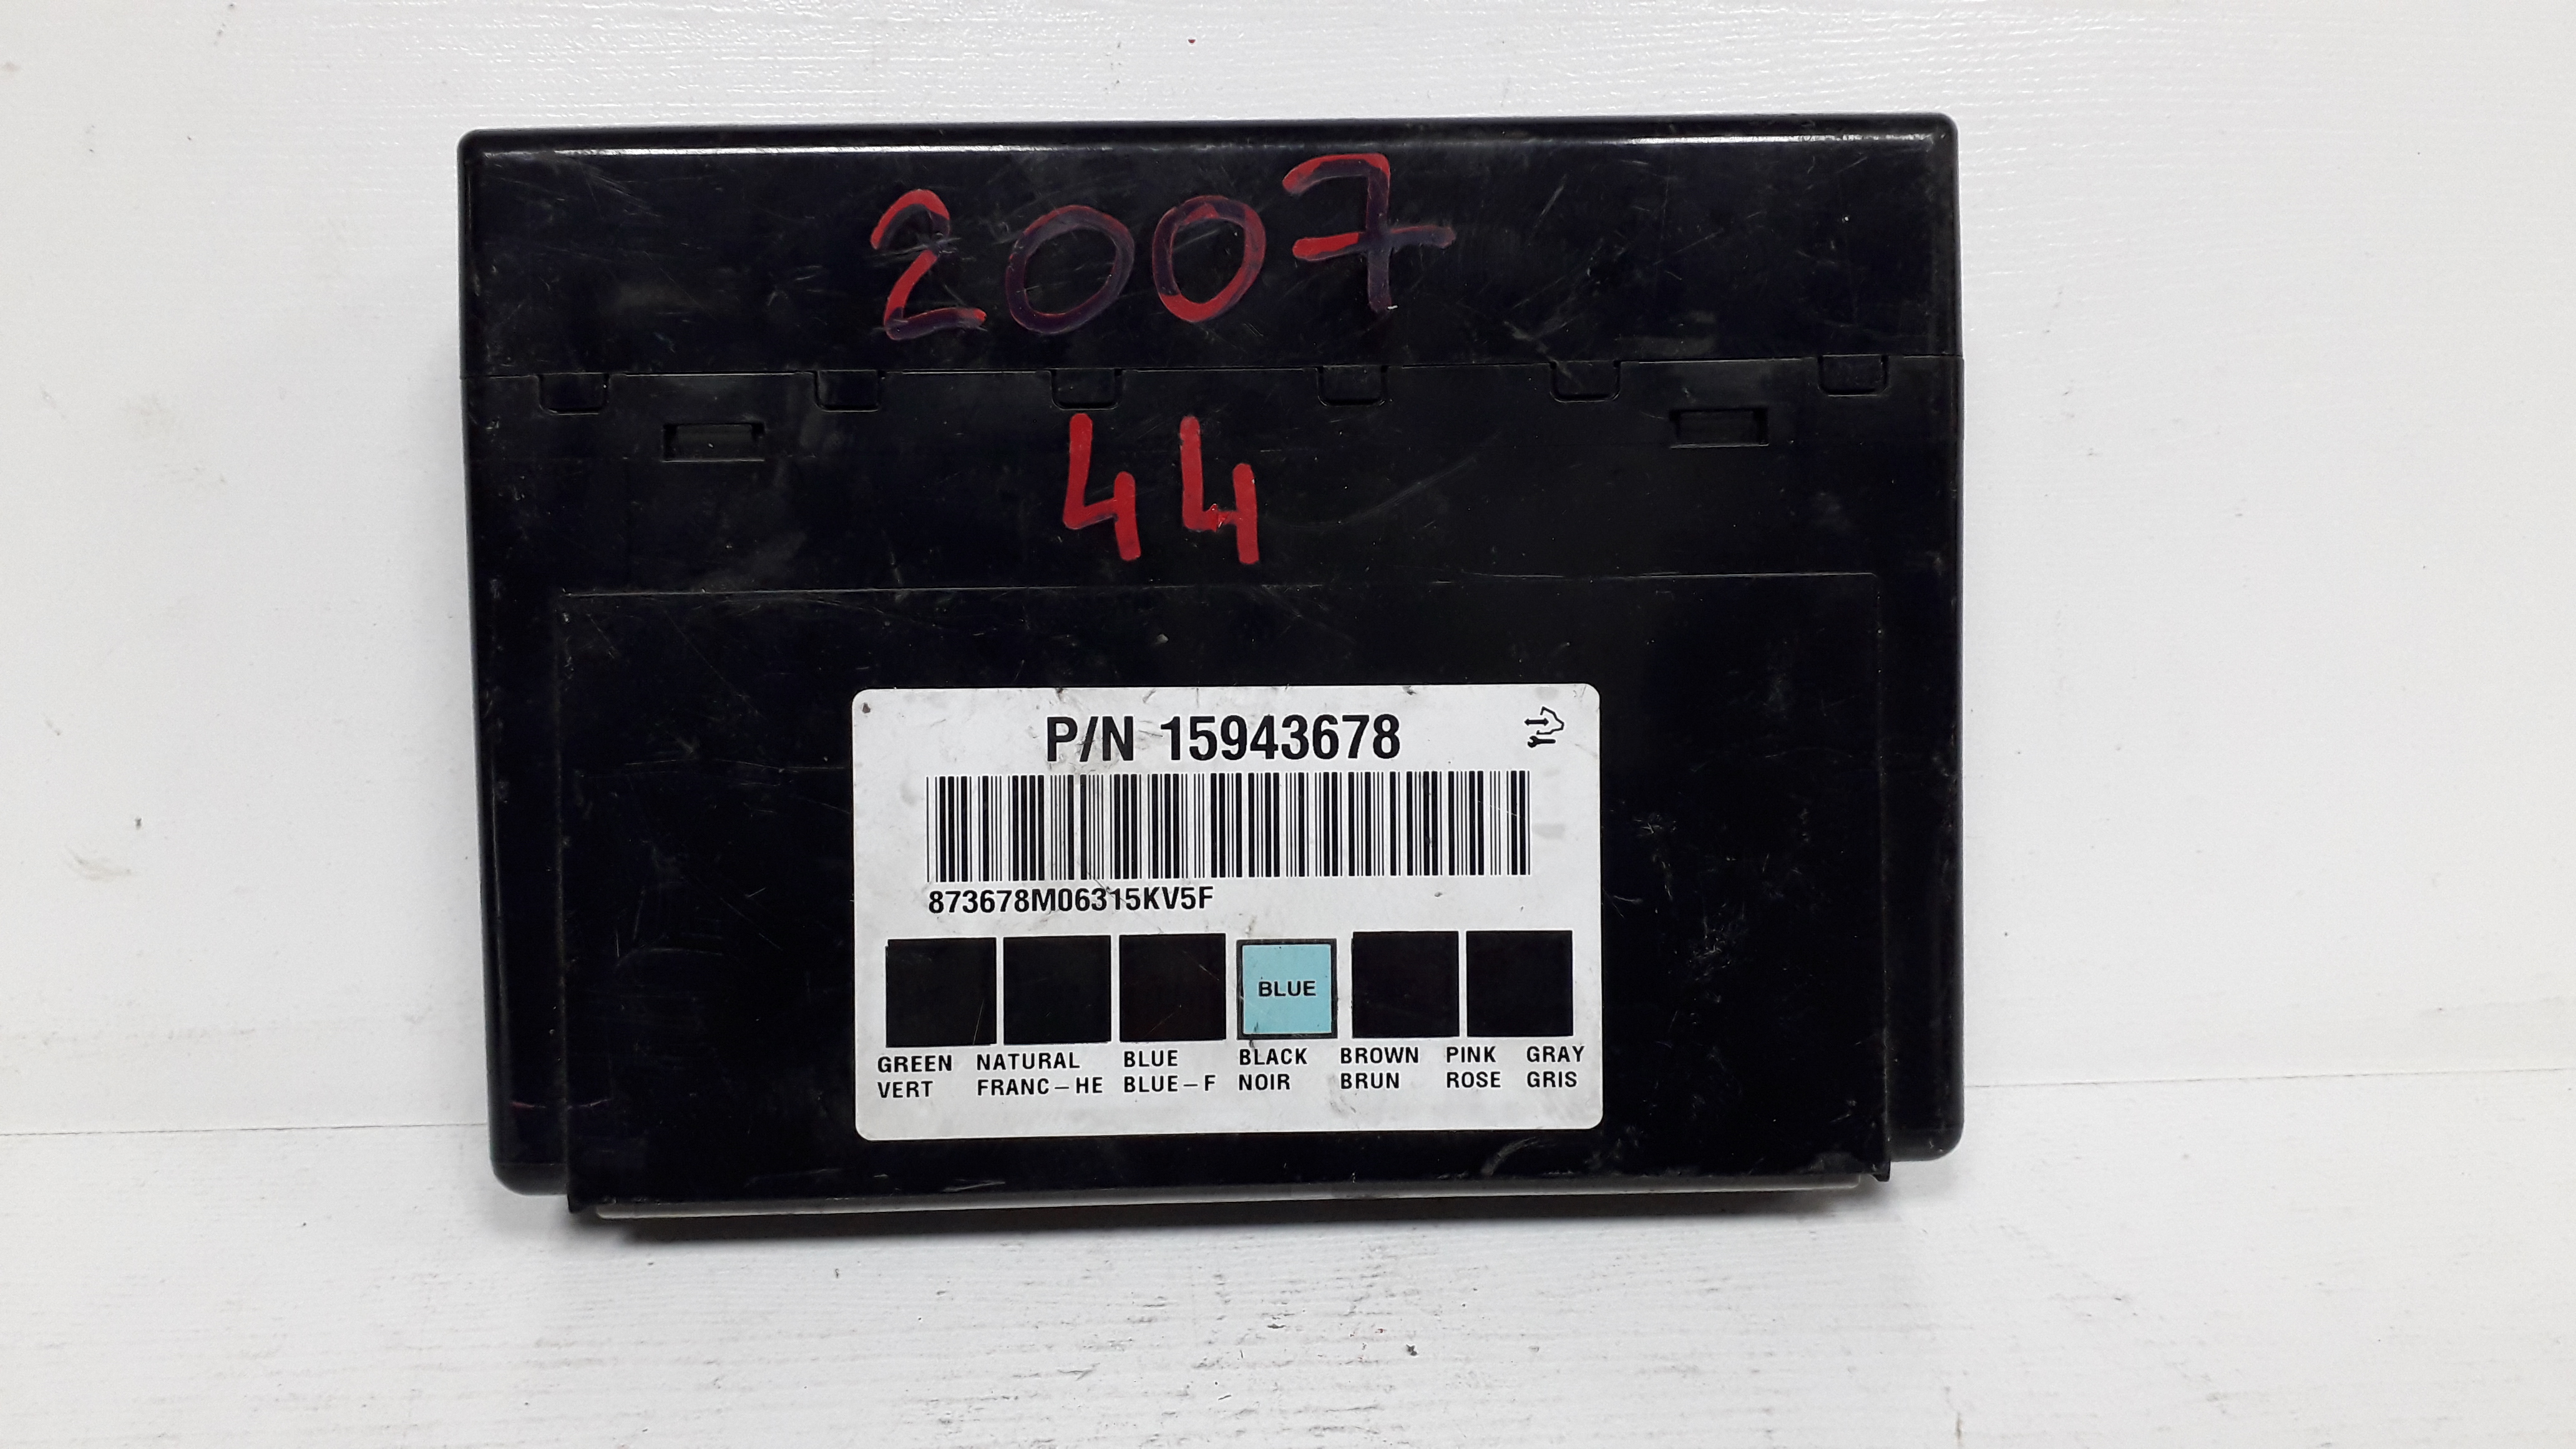 2007
44
P/N 15943678
873678M06315KV5F
BLUE
GREEN NATURAL BLUE BLACK BROWN PINK GRAY
VERT FRANC-HE BLUE-F NOIR BRUN ROSE GRIS